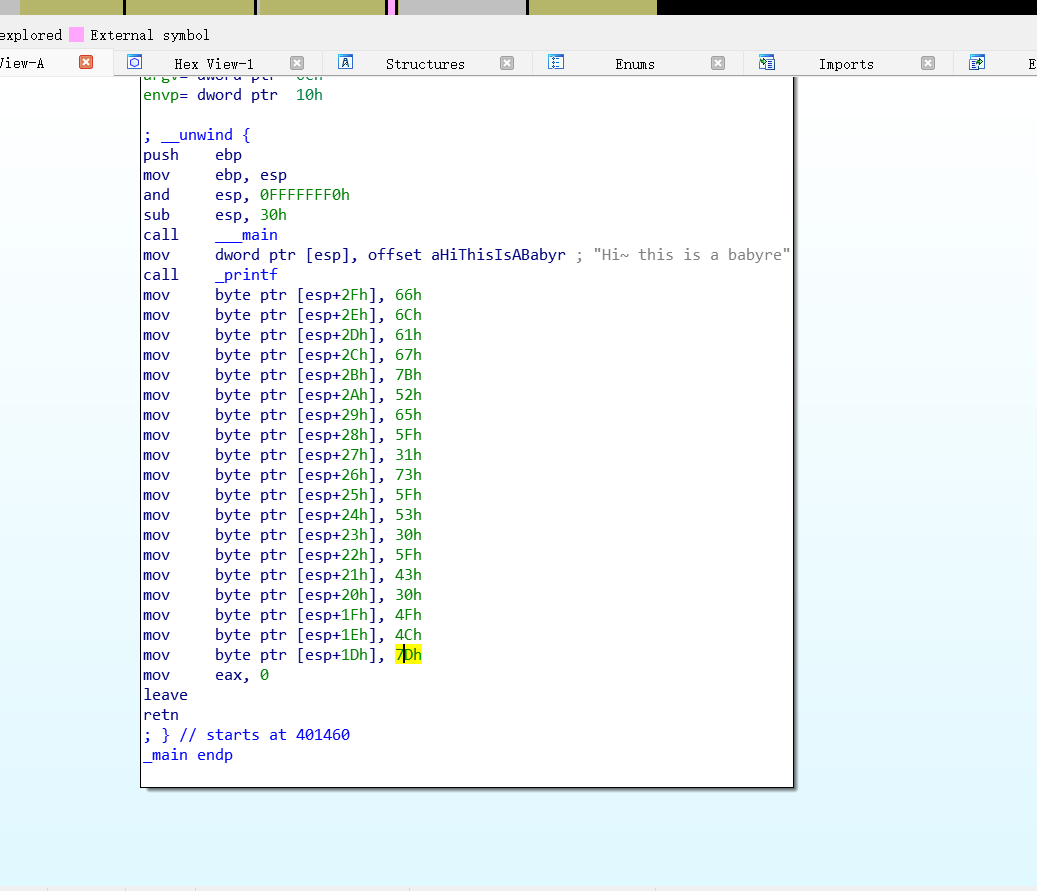 explored External symbol
View-A Hex View-1 Structures Enums Imports E
argv= dword ptr 0Ch
envp= dword ptr 10h
; __unwind {
push ebp
mov ebp, esp
and esp, 0FFFFFFF0h
sub esp, 30h
call ___main
mov dword ptr [esp], offset aHiThisIsABabyr ; "Hi~ this is a babyre"
call _printf
mov byte ptr [esp+2Fh], 66h
mov byte ptr [esp+2Eh], 6Ch
mov byte ptr [esp+2Dh], 61h
mov byte ptr [esp+2Ch], 67h
mov byte ptr [esp+2Bh], 7Bh
mov byte ptr [esp+2Ah], 52h
mov byte ptr [esp+29h], 65h
mov byte ptr [esp+28h], 5Fh
mov byte ptr [esp+27h], 31h
mov byte ptr [esp+26h], 73h
mov byte ptr [esp+25h], 5Fh
mov byte ptr [esp+24h], 53h
mov byte ptr [esp+23h], 30h
mov byte ptr [esp+22h], 5Fh
mov byte ptr [esp+21h], 43h
mov byte ptr [esp+20h], 30h
mov byte ptr [esp+1Fh], 4Fh
mov byte ptr [esp+1Eh], 4Ch
mov byte ptr [esp+1Dh], 7Dh
mov eax, 0
leave
retn
; } // starts at 401460
_main endp